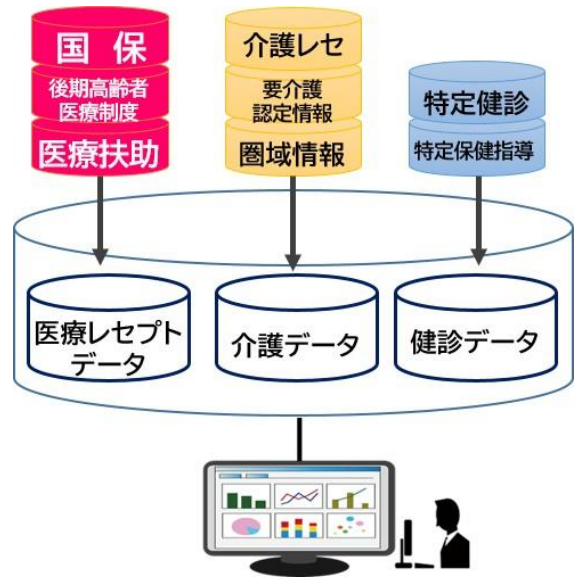 国保
後期高齢者
医療制度
医療扶助
介護レセ
要介護
認定情報
圏域情報
特定健診
特定保健指導
医療レセプト
データ
介護データ
健診データ